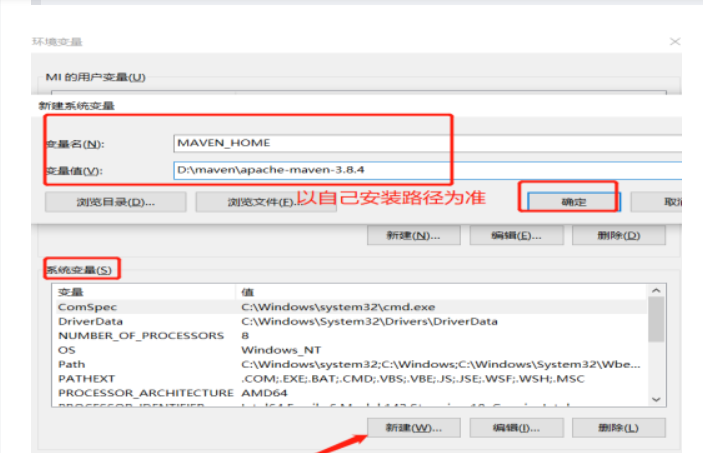 环境变量
MI 的用户变量(U)
新建系统变量
变量名(N): MAVEN_HOME
变量值(V): D:\maven\apache-maven-3.8.4
浏览目录(D)... 浏览文件(F)... 以自己安装路径为准 确定
新建(N)... 编辑(E)... 删除(D)
系统变量(S)
变量 值
ComSpec C:\Windows\system32\cmd.exe
DriverData C:\Windows\System32\Drivers\DriverData
NUMBER_OF_PROCESSORS 8
OS Windows_NT
Path C:\Windows\system32;C:\Windows;C:\Windows\System32\Wbe...
PATHEXT .COM;.EXE;.BAT;.CMD;.VBS;.VBE;.JS;.JSE;.WSF;.WSH;.MSC
PROCESSOR_ARCHITECTURE AMD64
新建(W)... 编辑(I)... 删除(L)